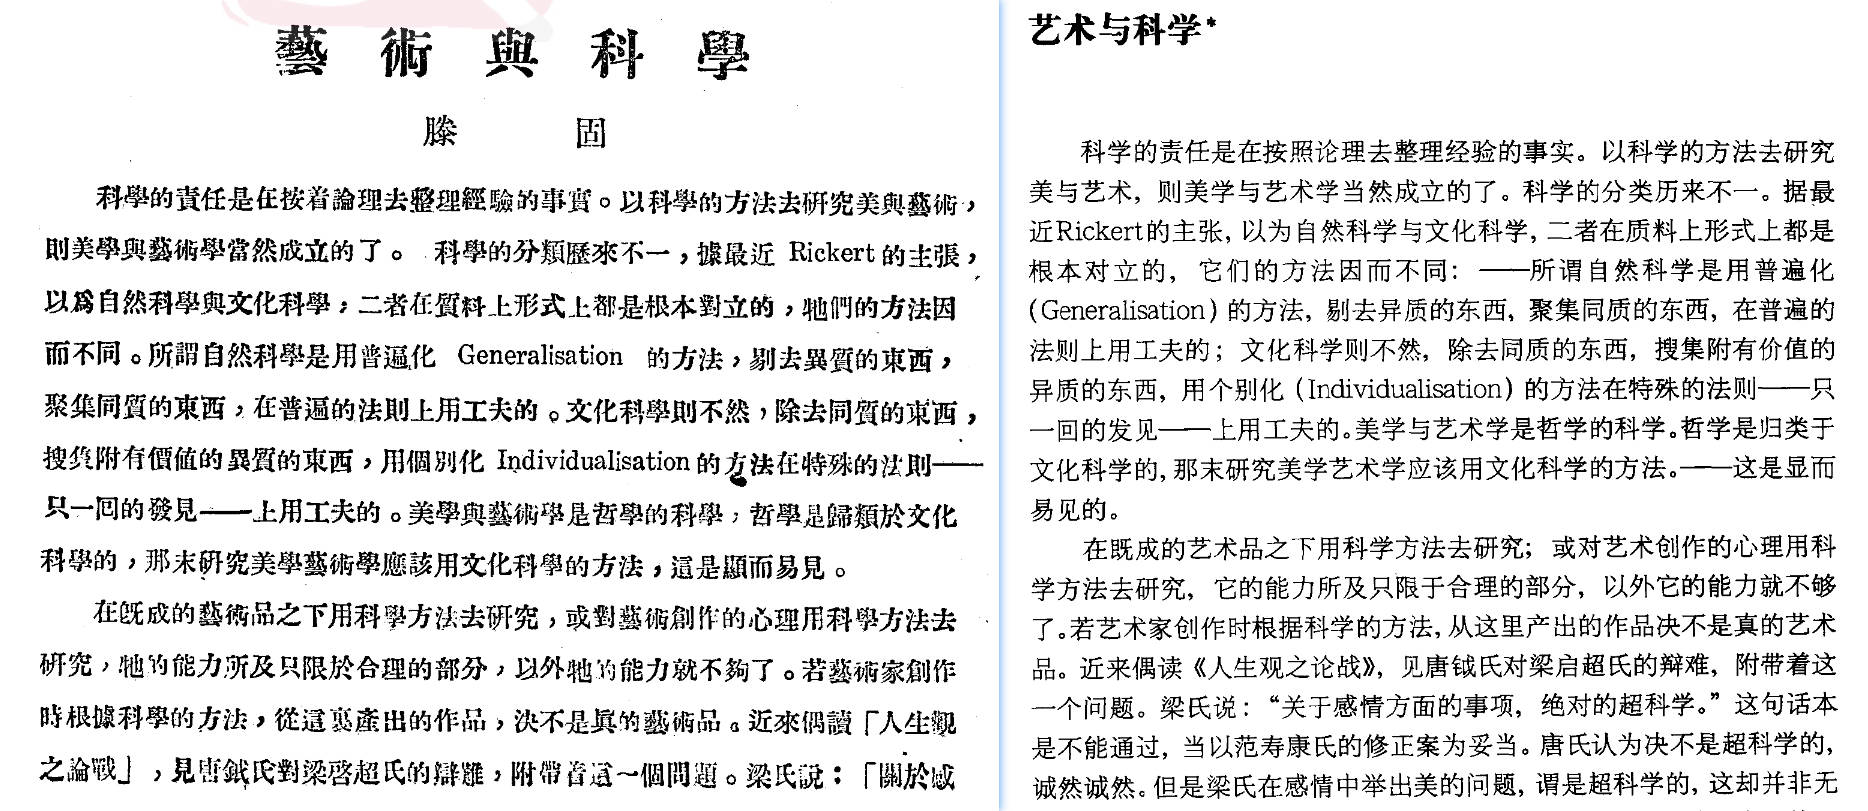 藝術與科學
滕固
科學的責任是在按着論理去整理經驗的事實。以科學的方法去研究美與藝術，
則美學與藝術學當然成立的了。科學的分類歷來不一，據最近 Rickert 的主張，
以爲自然科學與文化科學，二者在質料上形式上都是根本對立的，牠們的方法因
而不同。所謂自然科學是用普遍化 Generalisation 的方法，剔去異質的東西，
聚集同質的東西，在普遍的法則上用工夫的。文化科學則不然，除去同質的東西，
搜集附有價値的異質的東西，用個別化 Individualisation 的方法在特殊的法則——
只一回的發見——上用工夫的。美學與藝術學是哲學的科學，哲學是歸類於文化
科學的，那末研究美學藝術學應該用文化科學的方法，這是顯而易見。
在旣成的藝術品之下用科學方法去研究，或對藝術創作的心理用科學方法去
研究，牠的能力所及只限於合理的部分，以外牠的能力就不夠了。若藝術家創作
時根據科學的方法，從這裏產出的作品，決不是眞的藝術品。近來偶讀「人生觀
之論戰」，見唐鉞氏對梁啓超氏的辯難，附帶着這一個問題。梁氏說：「關於感
艺术与科学*
科学的责任是在按照论理去整理经验的事实。以科学的方法去研究
美与艺术，则美学与艺术学当然成立的了。科学的分类历来不一。据最
近Rickert的主张，以为自然科学与文化科学，二者在质料上形式上都是
根本对立的，它们的方法因而不同：——所谓自然科学是用普遍化
（Generalisation）的方法，剔去异质的东西，聚集同质的东西，在普遍的
法则上用工夫的；文化科学则不然，除去同质的东西，搜集附有价值的
异质的东西，用个别化（Individualisation）的方法在特殊的法则——只
一回的发见——上用工夫的。美学与艺术学是哲学的科学。哲学是归类于
文化科学的，那末研究美学艺术学应该用文化科学的方法。——这是显而
易见的。
在既成的艺术品之下用科学方法去研究；或对艺术创作的心理用科
学方法去研究，它的能力所及只限于合理的部分，以外它的能力就不够
了。若艺术家创作时根据科学的方法，从这里产出的作品决不是真的艺术
品。近来偶读《人生观之论战》，见唐钺氏对梁启超氏的辩难，附带着这
一个问题。梁氏说：“关于感情方面的事项，绝对的超科学。”这句话本
是不能通过，当以范寿康氏的修正案为妥当。唐氏认为决不是超科学的，
诚然诚然。但是梁氏在感情中举出美的问题，谓是超科学的，这却并非无